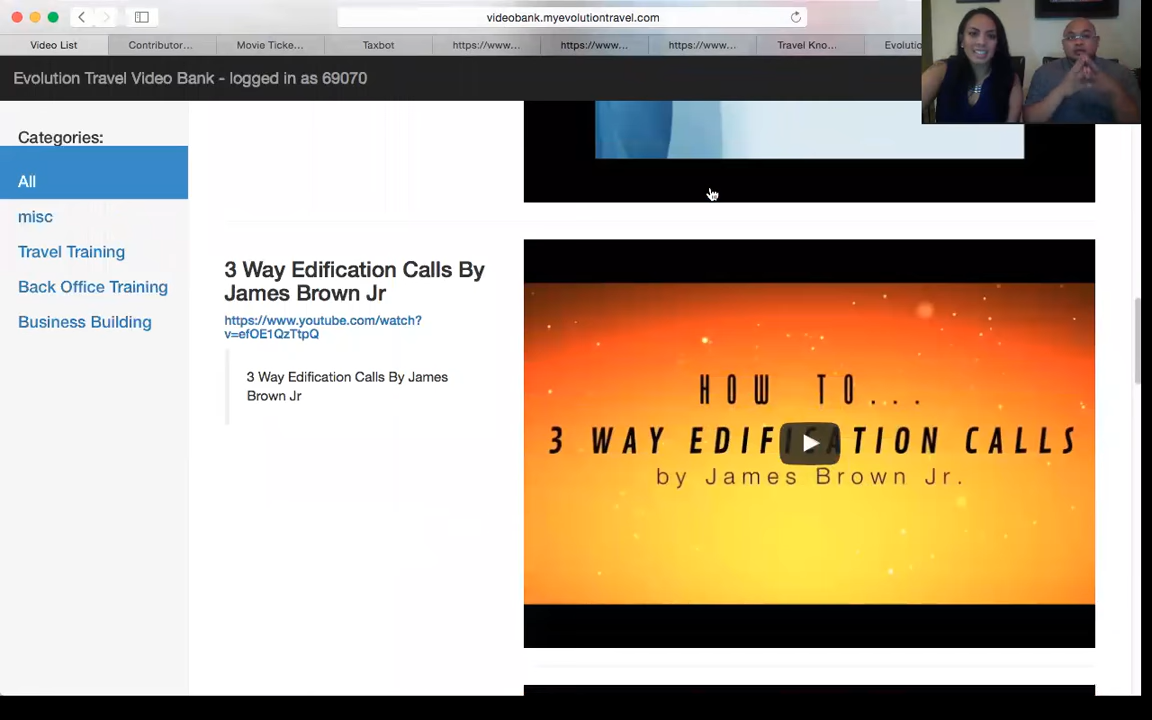 videobank.myevolutiontravel.com
Video List
Contributor...
Movie Ticke...
Taxbot
https://www...
https://www...
https://www...
Travel Kno...
Evolutio
Evolution Travel Video Bank - logged in as 69070
Categories:
All
misc
Travel Training
Back Office Training
Business Building
3 Way Edification Calls By
James Brown Jr
https://www.youtube.com/watch?
v=efOE1QzTtpQ
3 Way Edification Calls By James
Brown Jr
HOW TO...
3 WAY EDIFICATION CALLS
by James Brown Jr.